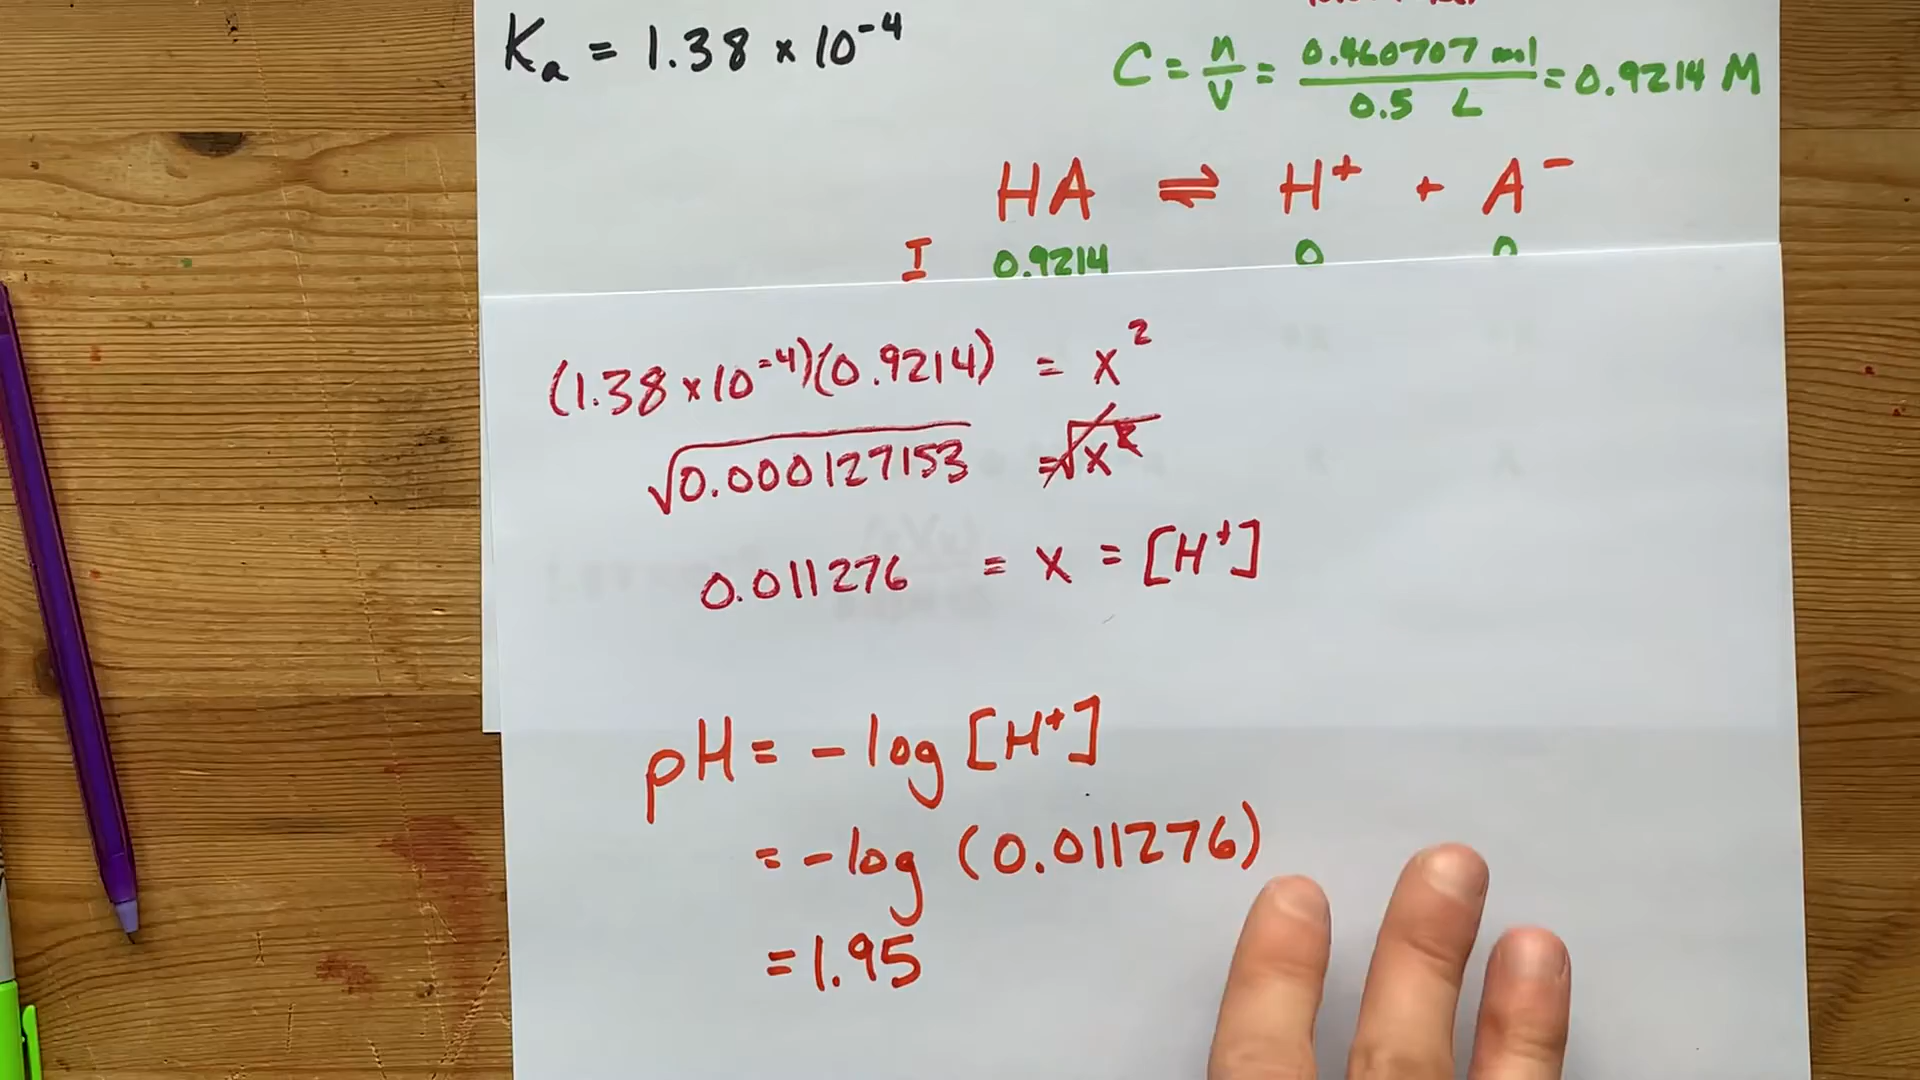 Ka = 1.38 × 10⁻⁴
C = n/V = 0.460707 mol / 0.5 L = 0.9214 M
HA ⇌ H⁺ + A⁻
I 0.9214 0 0
(1.38 × 10⁻⁴)(0.9214) = x²
√0.000127153 = √x²
0.011276 = x = [H⁺]
pH = - log [H⁺]
= - log (0.011276)
= 1.95